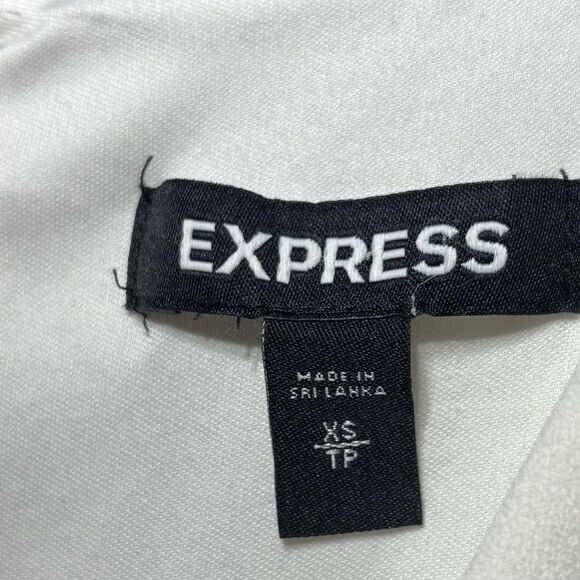 EXPRESS
MADE IN
SRI LANKA
XS
TP